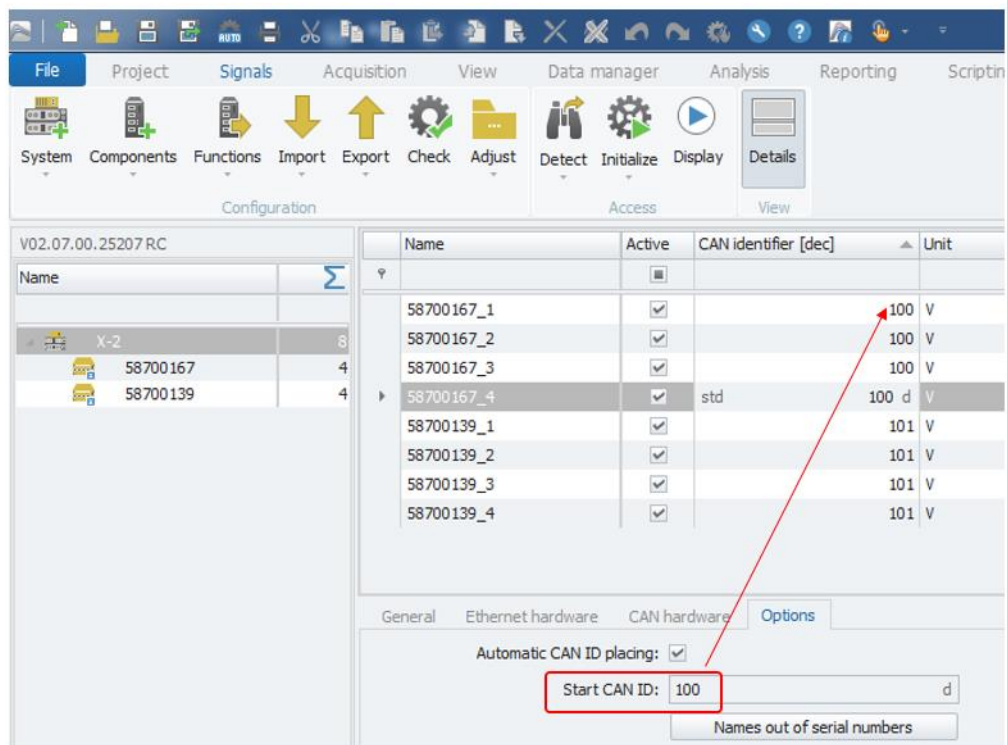 AUTO
File Project Signals Acquisition View Data manager Analysis Reporting Scriptin
System Components Functions Import Export Check Adjust Detect Initialize Display Details
Configuration Access View
V02.07.00.25207 RC
Name Σ
X-2 8
58700167 4
58700139 4
Name Active CAN identifier [dec] Unit
58700167_1 100 V
58700167_2 100 V
58700167_3 100 V
58700167_4 std 100 d V
58700139_1 101 V
58700139_2 101 V
58700139_3 101 V
58700139_4 101 V
General Ethernet hardware CAN hardware Options
Automatic CAN ID placing:
Start CAN ID: 100 d
Names out of serial numbers